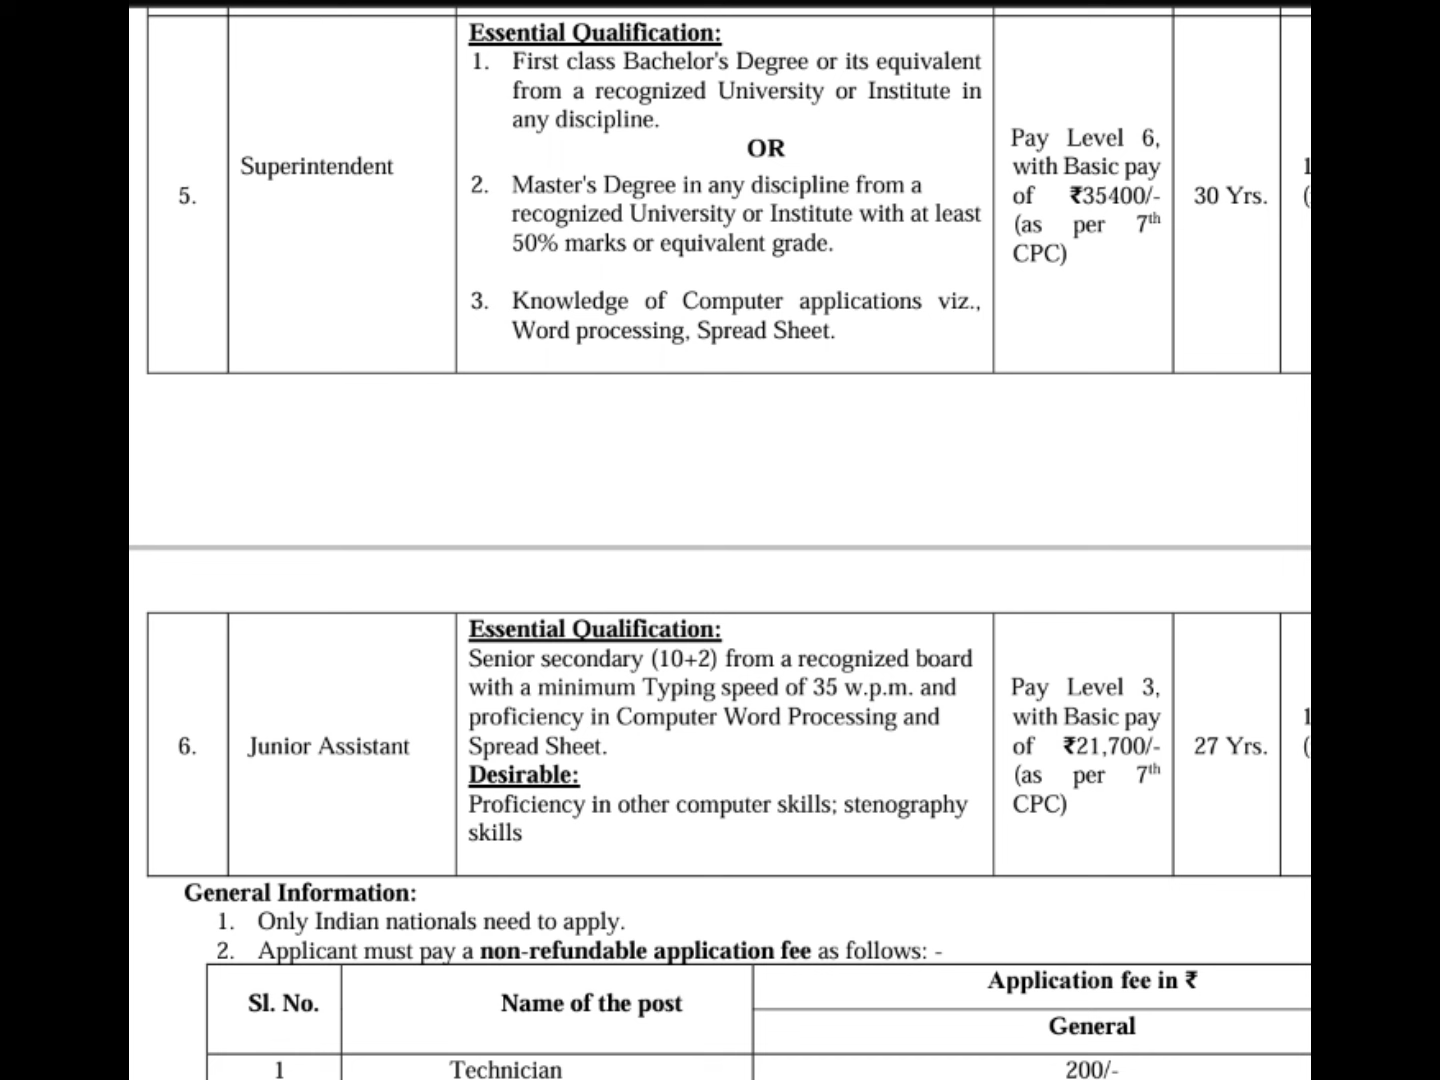 Essential Qualification:
1. First class Bachelor's Degree or its equivalent
from a recognized University or Institute in
any discipline.
OR
2. Master's Degree in any discipline from a
recognized University or Institute with at least
50% marks or equivalent grade.
3. Knowledge of Computer applications viz.,
Word processing, Spread Sheet.
5.
Superintendent
Pay Level 6,
with Basic pay
of ₹35400/-
(as per 7th
CPC)
30 Yrs.
1
(
6.
Junior Assistant
Essential Qualification:
Senior secondary (10+2) from a recognized board
with a minimum Typing speed of 35 w.p.m. and
proficiency in Computer Word Processing and
Spread Sheet.
Desirable:
Proficiency in other computer skills; stenography
skills
Pay Level 3,
with Basic pay
of ₹21,700/-
(as per 7th
CPC)
27 Yrs.
1
(
General Information:
1. Only Indian nationals need to apply.
2. Applicant must pay a non-refundable application fee as follows: -
Sl. No.
Name of the post
Application fee in ₹
General
1 Technician 200/-